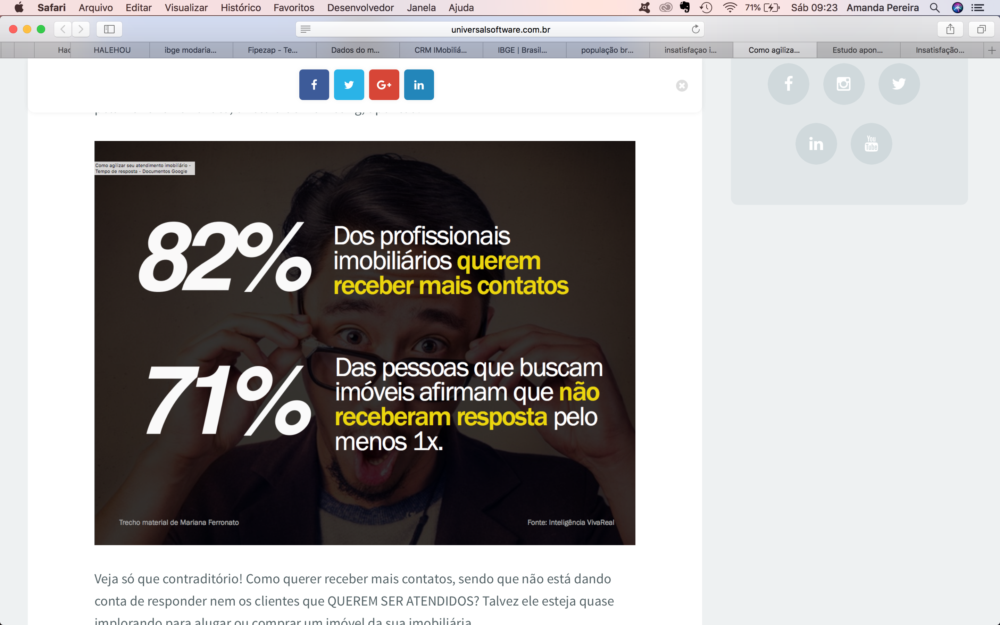 Safari Arquivo Editar Visualizar Histórico Favoritos Desenvolvedor Janela Ajuda 71% Sáb 09:23 Amanda Pereira
universalsoftware.com.br
HALEHOU ibge modaria... Fipezap - Te... Dados do m... CRM IMobiliá... IBGE | Brasil... população br... insatisfaçao i... Como agiliza... Estudo apon... Insatisfação...
f G+ in
f
in You Tube
Como agilizar seu atendimento imobiliário -
Tempo de resposta - Documentos Google
82% Dos profissionais
imobiliários querem
receber mais contatos
71% Das pessoas que buscam
imóveis afirmam que não
receberam resposta pelo
menos 1x.
Trecho material de Mariana Ferronato
Fonte: Inteligência VivaReal
Veja só que contraditório! Como querer receber mais contatos, sendo que não está dando
conta de responder nem os clientes que QUEREM SER ATENDIDOS? Talvez ele esteja quase
implorando para alugar ou comprar um imóvel da sua imobiliária